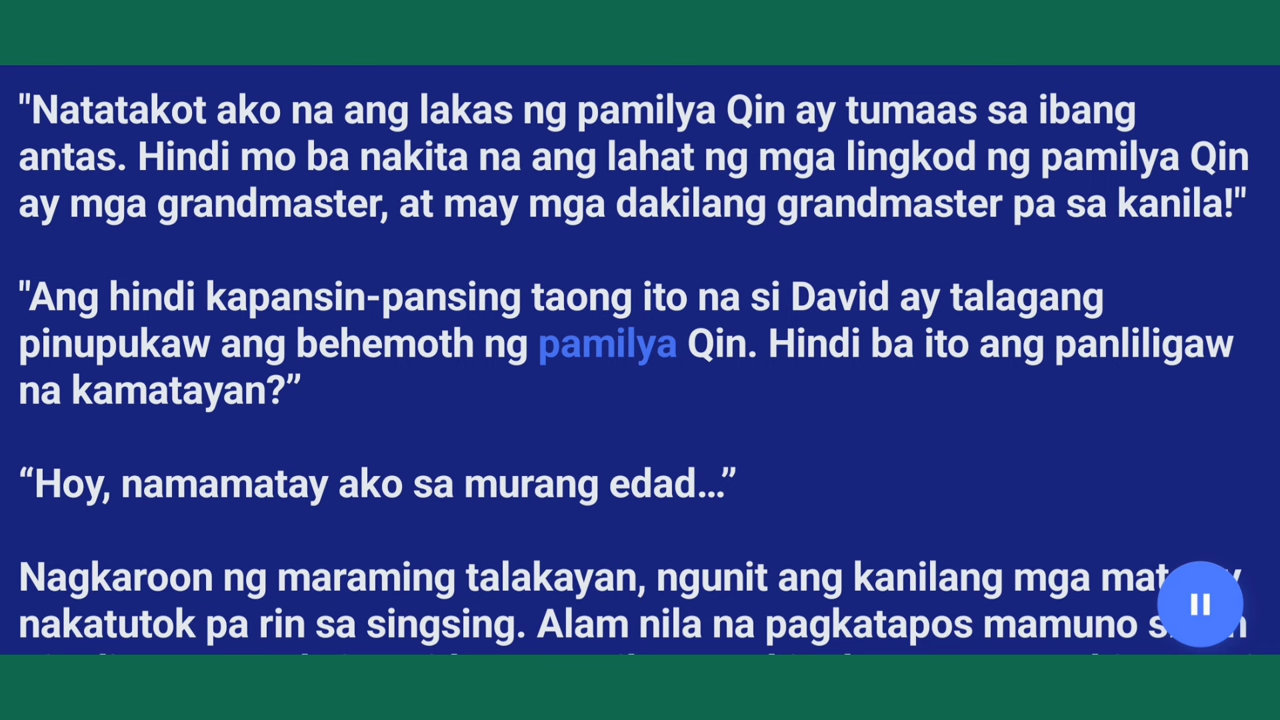 "Natatakot ako na ang lakas ng pamilya Qin ay tumaas sa ibang
antas. Hindi mo ba nakita na ang lahat ng mga lingkod ng pamilya Qin
ay mga grandmaster, at may mga dakilang grandmaster pa sa kanila!"
"Ang hindi kapansin-pansing taong ito na si David ay talagang
pinupukaw ang behemoth ng pamilya Qin. Hindi ba ito ang panliligaw
na kamatayan?”
“Hoy, namamatay ako sa murang edad…”
Nagkaroon ng maraming talakayan, ngunit ang kanilang mga
nakatutok pa rin sa singsing. Alam nila na pagkatapos mamuno